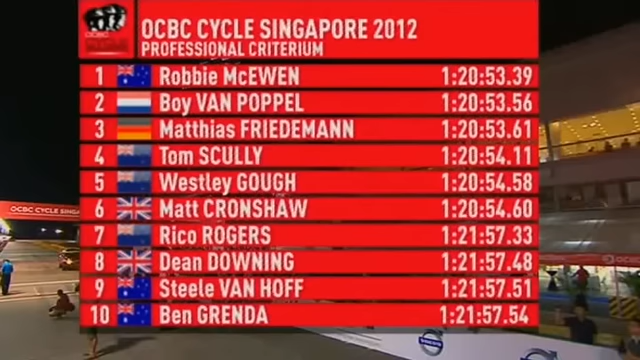 OCBC CYCLE SINGAPORE 2012
PROFESSIONAL CRITERIUM
1 Robbie McEWEN 1:20:53.39
2 Boy VAN POPPEL 1:20:53.56
3 Matthias FRIEDEMANN 1:20:53.61
4 Tom SCULLY 1:20:54.11
5 Westley GOUGH 1:20:54.58
6 Matt CRONSHAW 1:20:54.60
7 Rico ROGERS 1:21:57.33
8 Dean DOWNING 1:21:57.48
9 Steele VAN HOFF 1:21:57.51
10 Ben GRENDA 1:21:57.54
OCBC CYCLE SINGAP
VOLVO